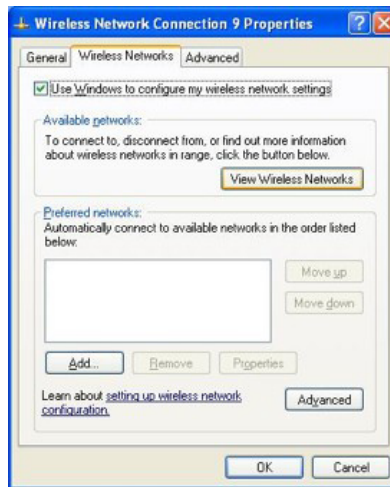 Wireless Network Connection 9 Properties
General Wireless Networks Advanced
Use Windows to configure my wireless network settings
Available networks:
To connect to, disconnect from, or find out more information
about wireless networks in range, click the button below.
View Wireless Networks
Preferred networks:
Automatically connect to available networks in the order listed
below:
Move up
Move down
Add... Remove Properties
Learn about setting up wireless network
configuration.
Advanced
OK Cancel